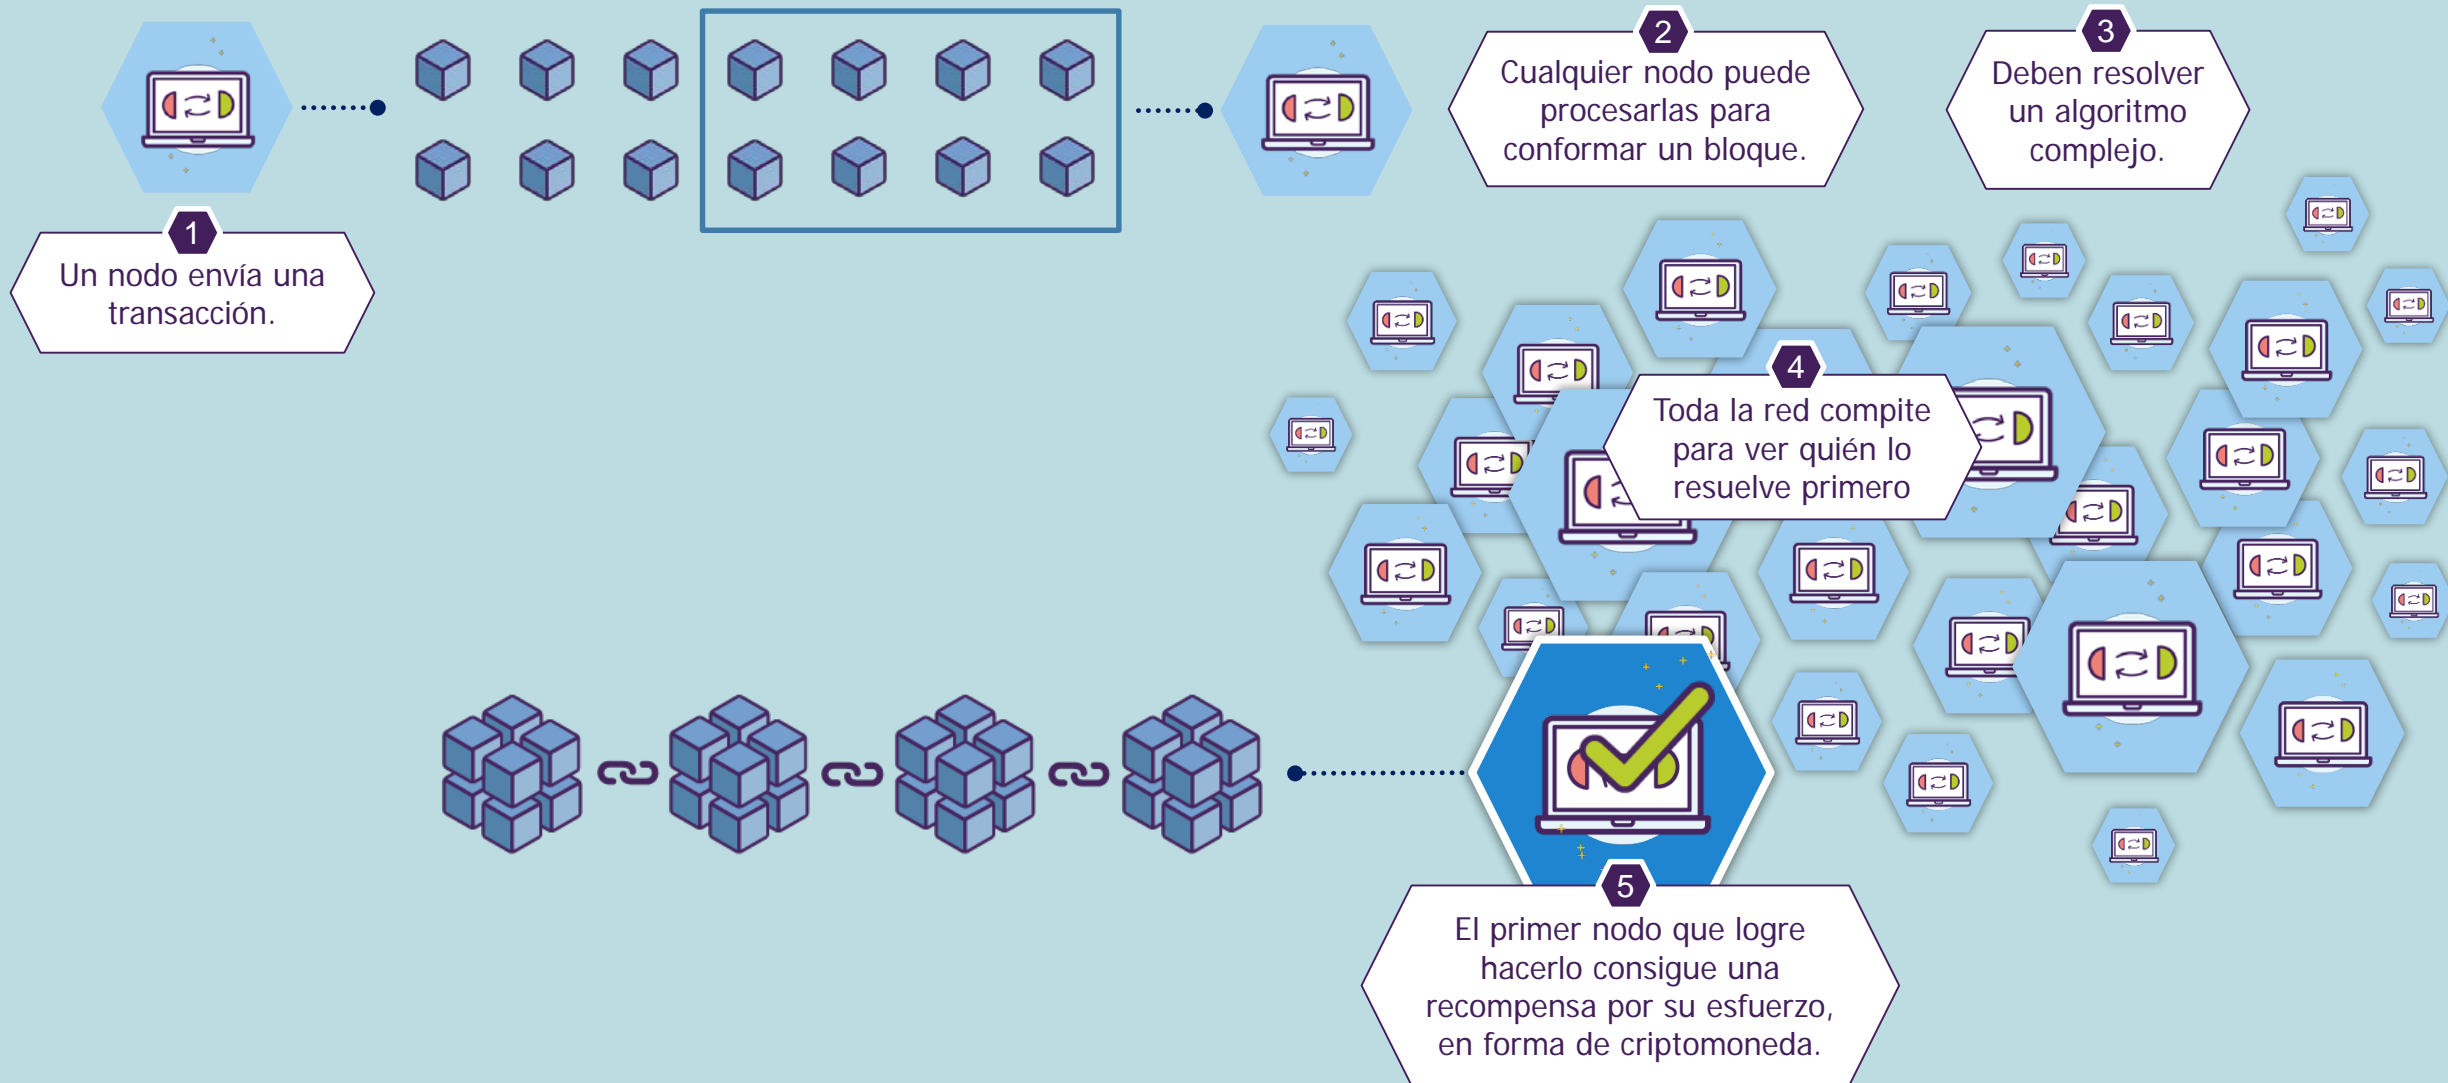 1
Un nodo envía una
transacción.
2
Cualquier nodo puede
procesarlas para
conformar un bloque.
3
Deben resolver
un algoritmo
complejo.
4
Toda la red compite
para ver quién lo
resuelve primero
5
El primer nodo que logre
hacerlo consigue una
recompensa por su esfuerzo,
en forma de criptomoneda.